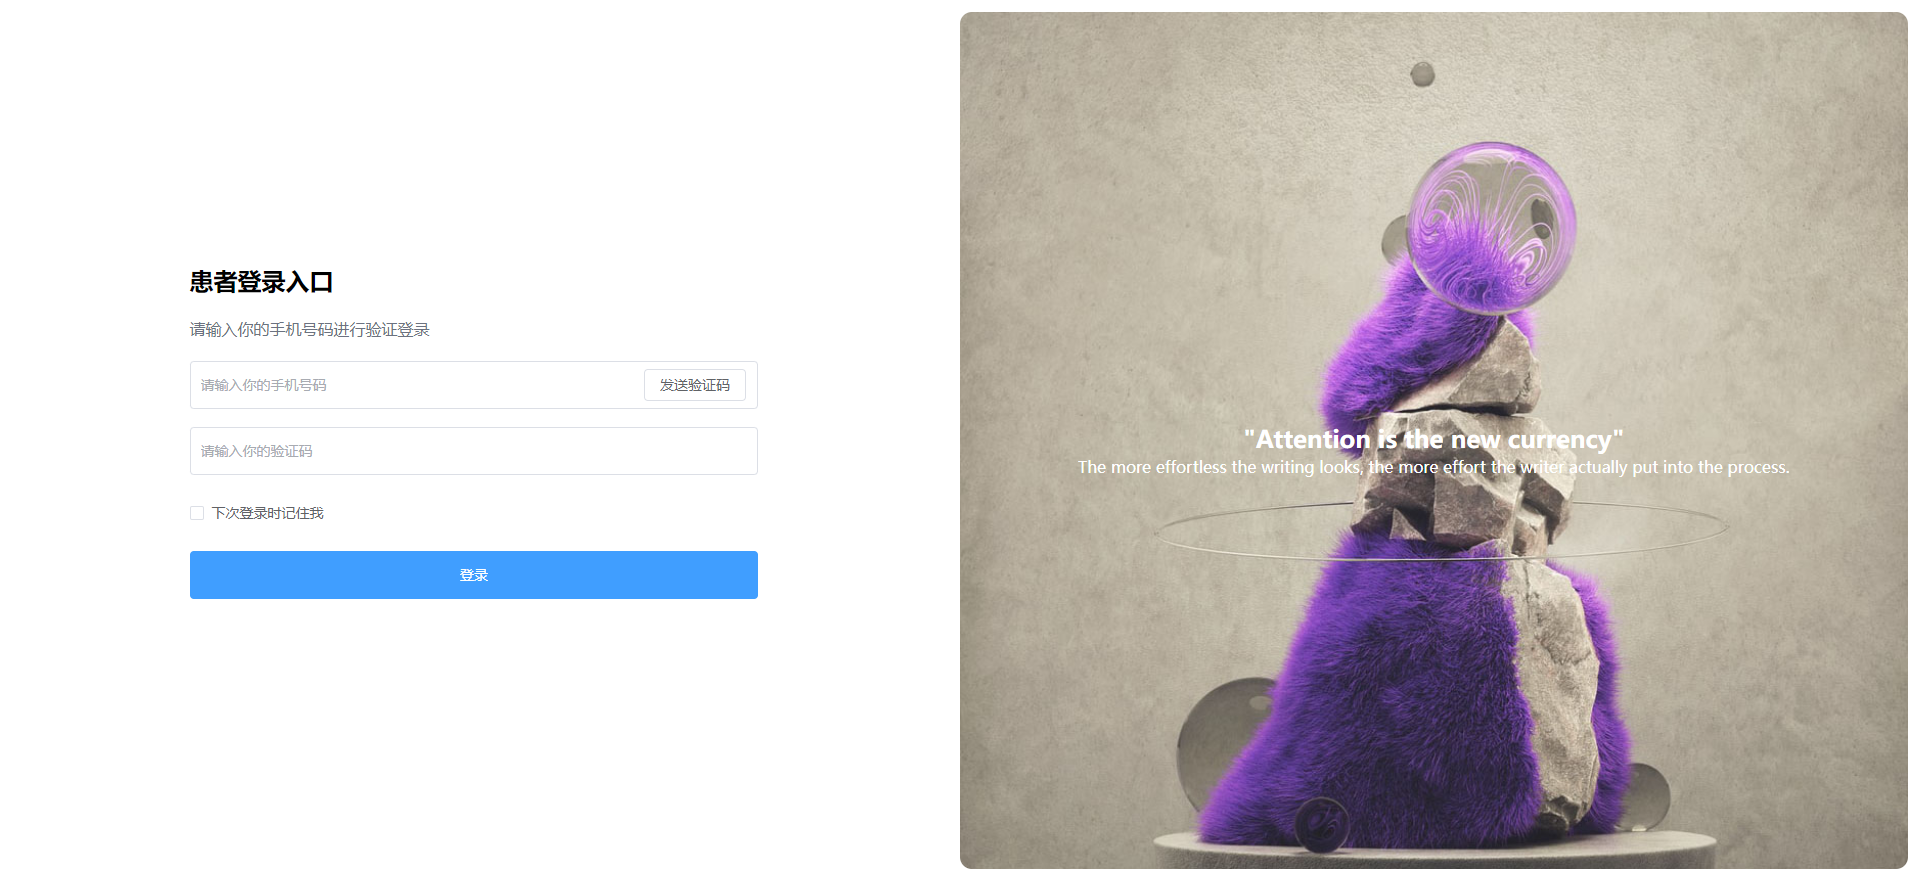 患者登录入口
请输入你的手机号码进行验证登录
请输入你的手机号码
发送验证码
请输入你的验证码
下次登录时记住我
登录
"Attention is the new currency"
The more effortless the writing looks, the more effort the writer actually put into the process.